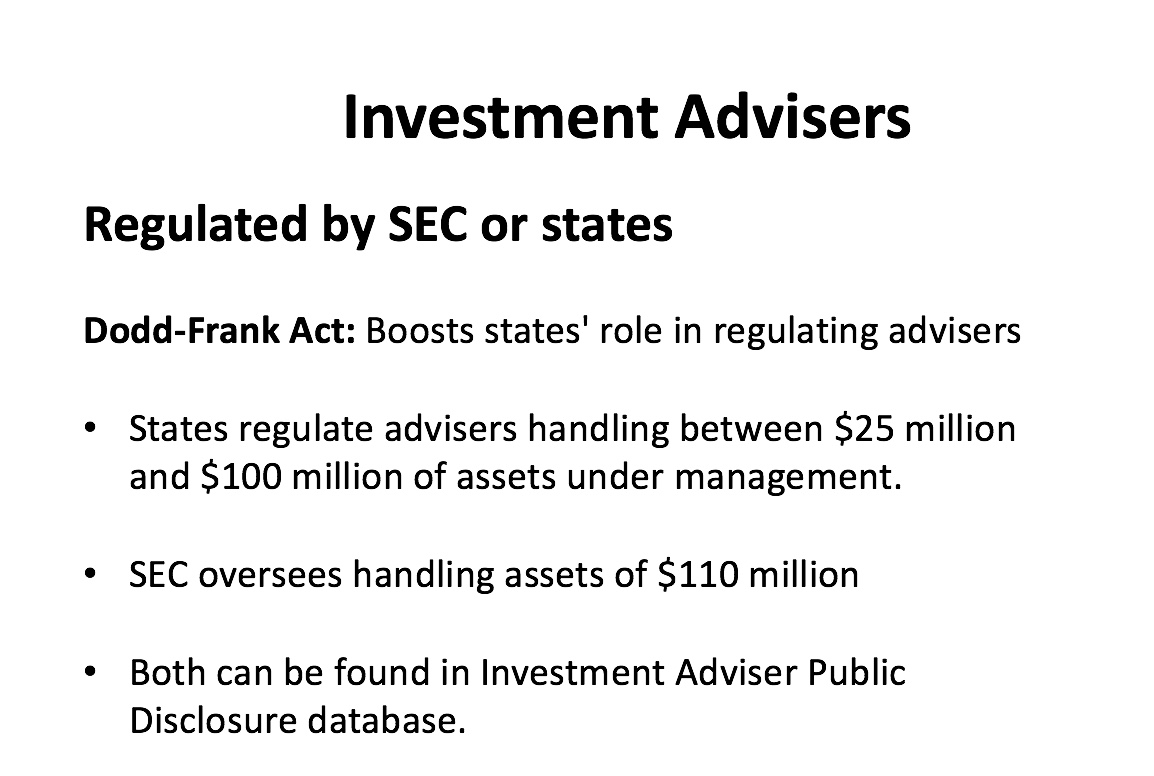 Investment Advisers
Regulated by SEC or states
Dodd-Frank Act: Boosts states' role in regulating advisers
• States regulate advisers handling between $25 million
and $100 million of assets under management.
• SEC oversees handling assets of $110 million
• Both can be found in Investment Adviser Public
Disclosure database.